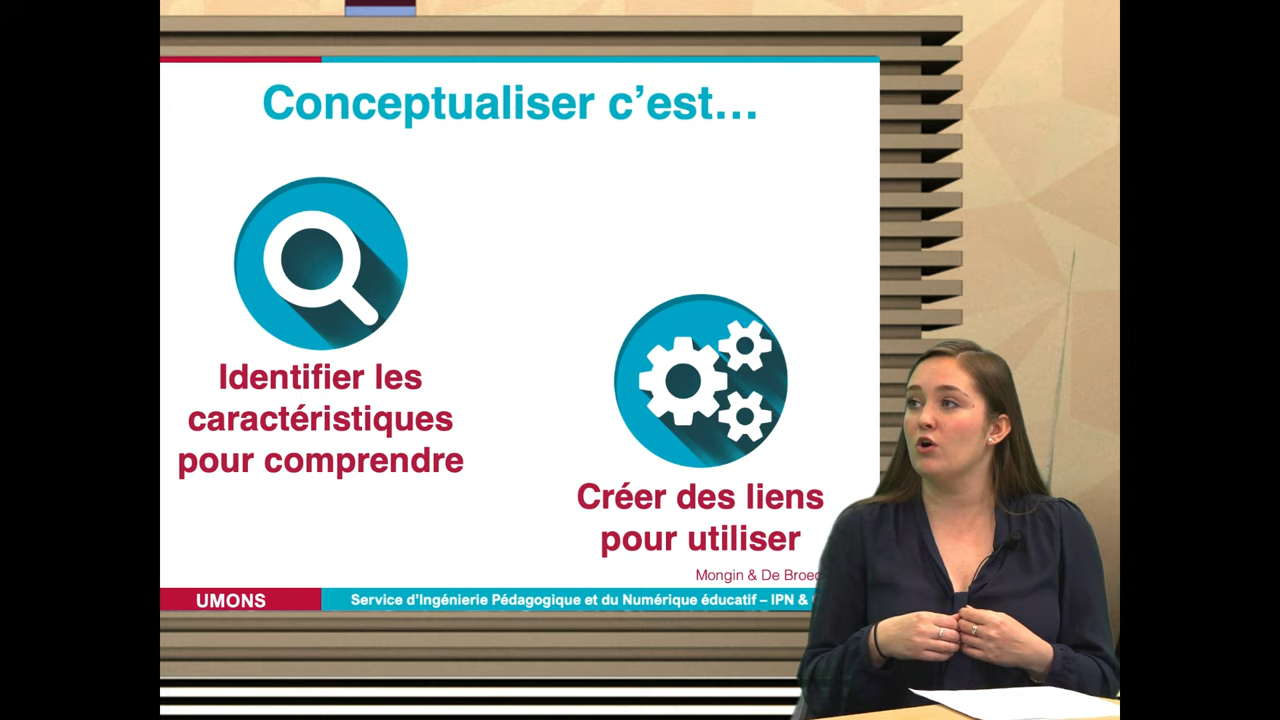 Conceptualiser c’est…
Identifier les
caractéristiques
pour comprendre
Créer des liens
pour utiliser
Mongin & De
UMONS
Service d’Ingénierie Pédagogique et du Numérique éducatif – IPN &